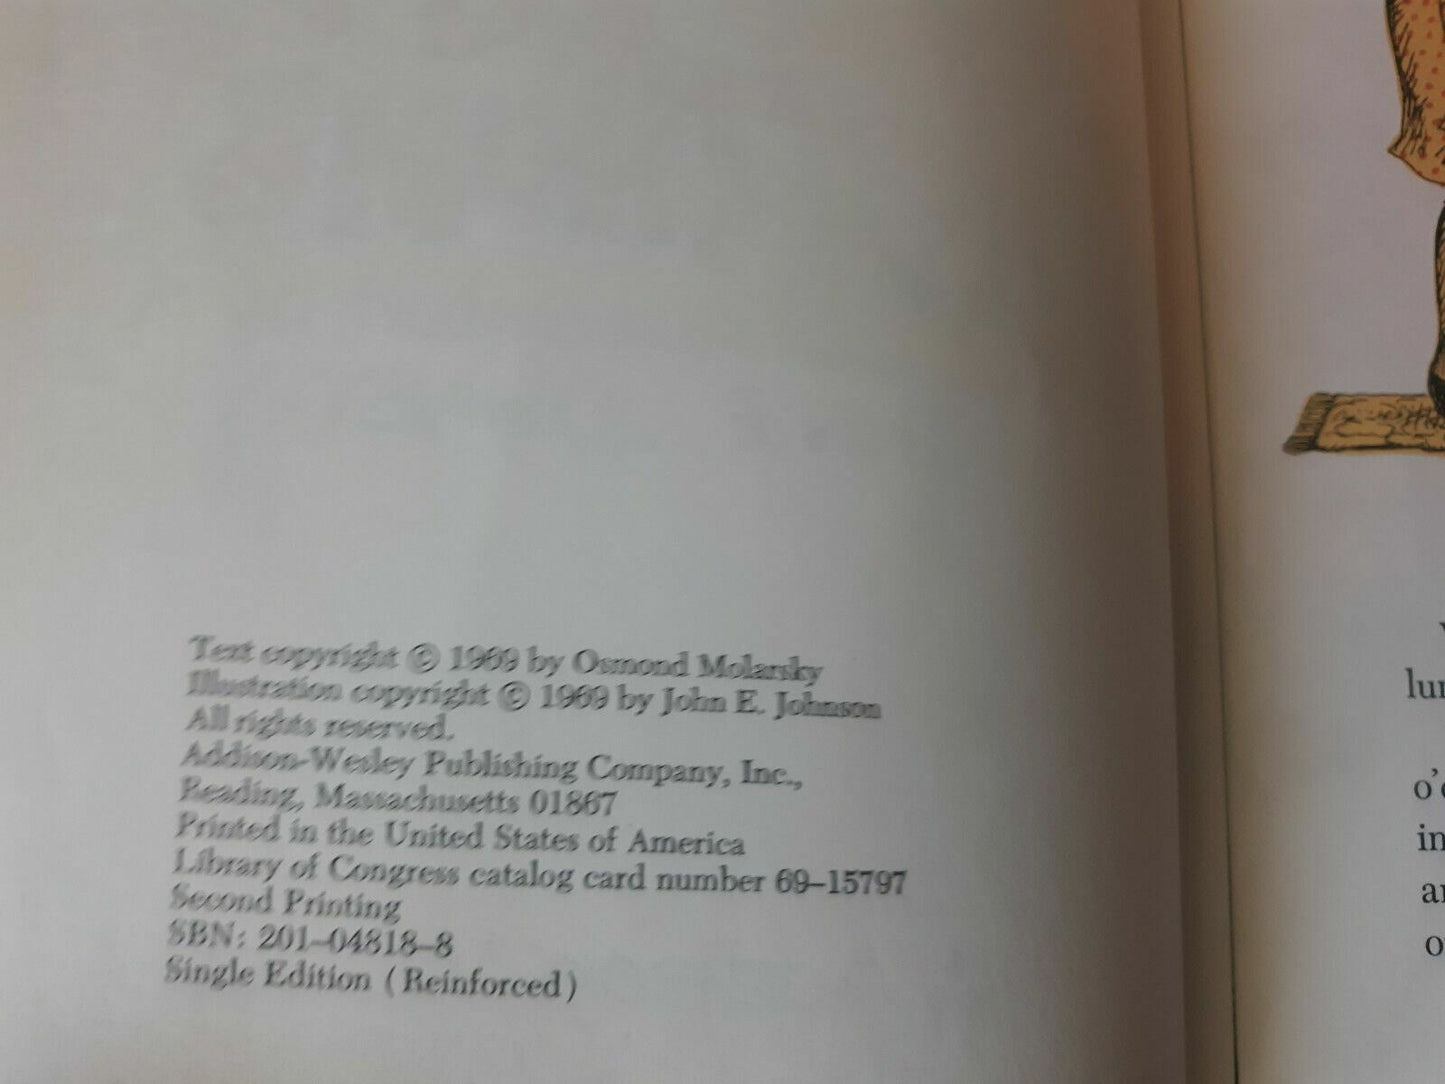 Text copyright © 1969 by Osmond Molarsky
Illustration copyright © 1969 by John E. Johnson
All rights reserved.
Addison-Wesley Publishing Company, Inc.,
Reading, Massachusetts 01867
Printed in the United States of America
Library of Congress catalog card number 69–15797
Second Printing
SBN: 201–04818–8
Single Edition (Reinforced)
in